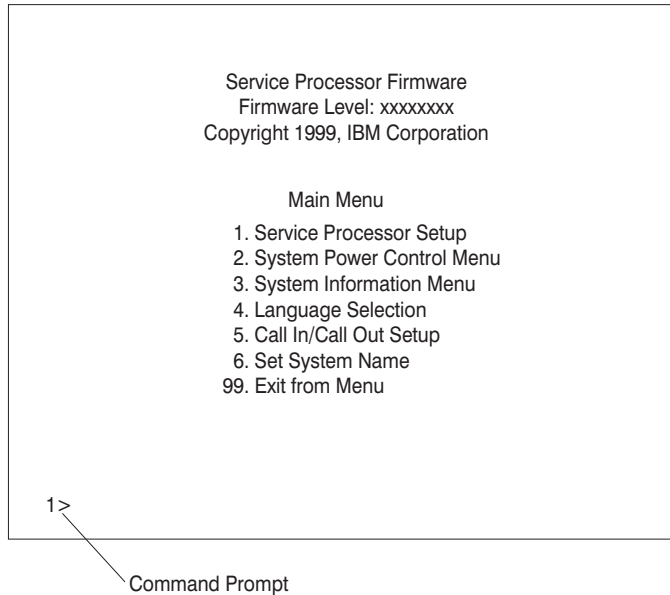 Service Processor Firmware
Firmware Level: xxxxxxxx
Copyright 1999, IBM Corporation
Main Menu
1. Service Processor Setup
2. System Power Control Menu
3. System Information Menu
4. Language Selection
5. Call In/Call Out Setup
6. Set System Name
99. Exit from Menu
1>
Command Prompt